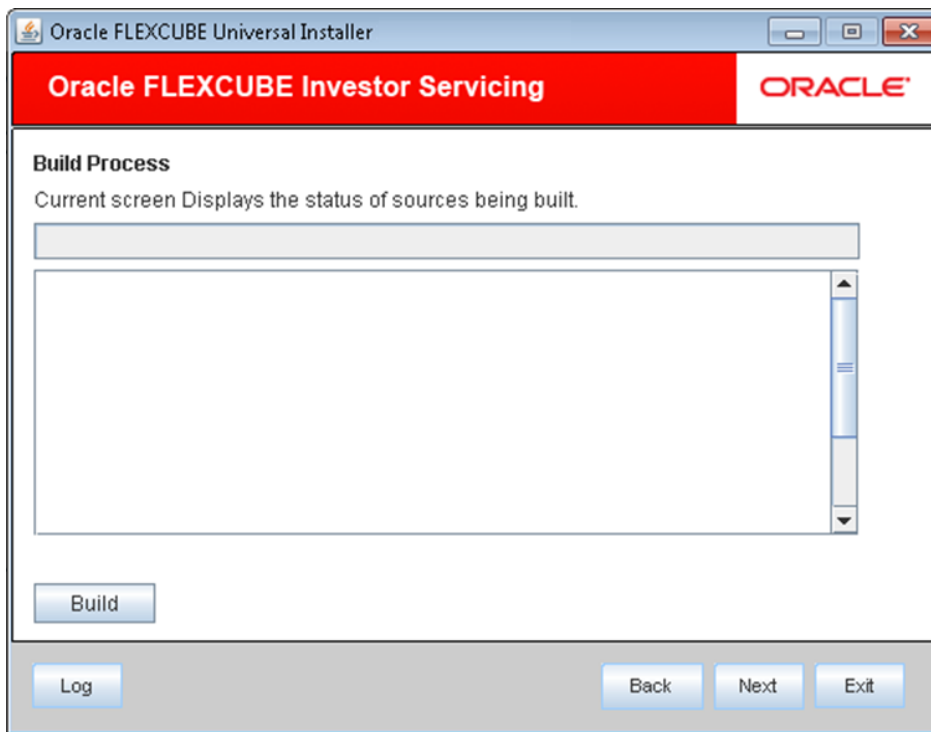 Oracle FLEXCUBE Universal Installer
Oracle FLEXCUBE Investor Servicing
ORACLE
Build Process
Current screen Displays the status of sources being built.
Build
Log
Back
Next
Exit